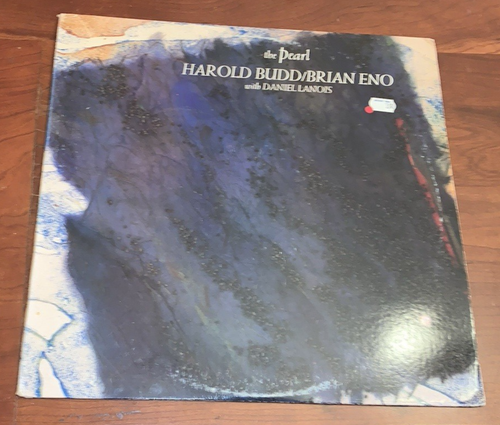 the Pearl
HAROLD BUDD/BRIAN ENO
with DANIEL LANOIS